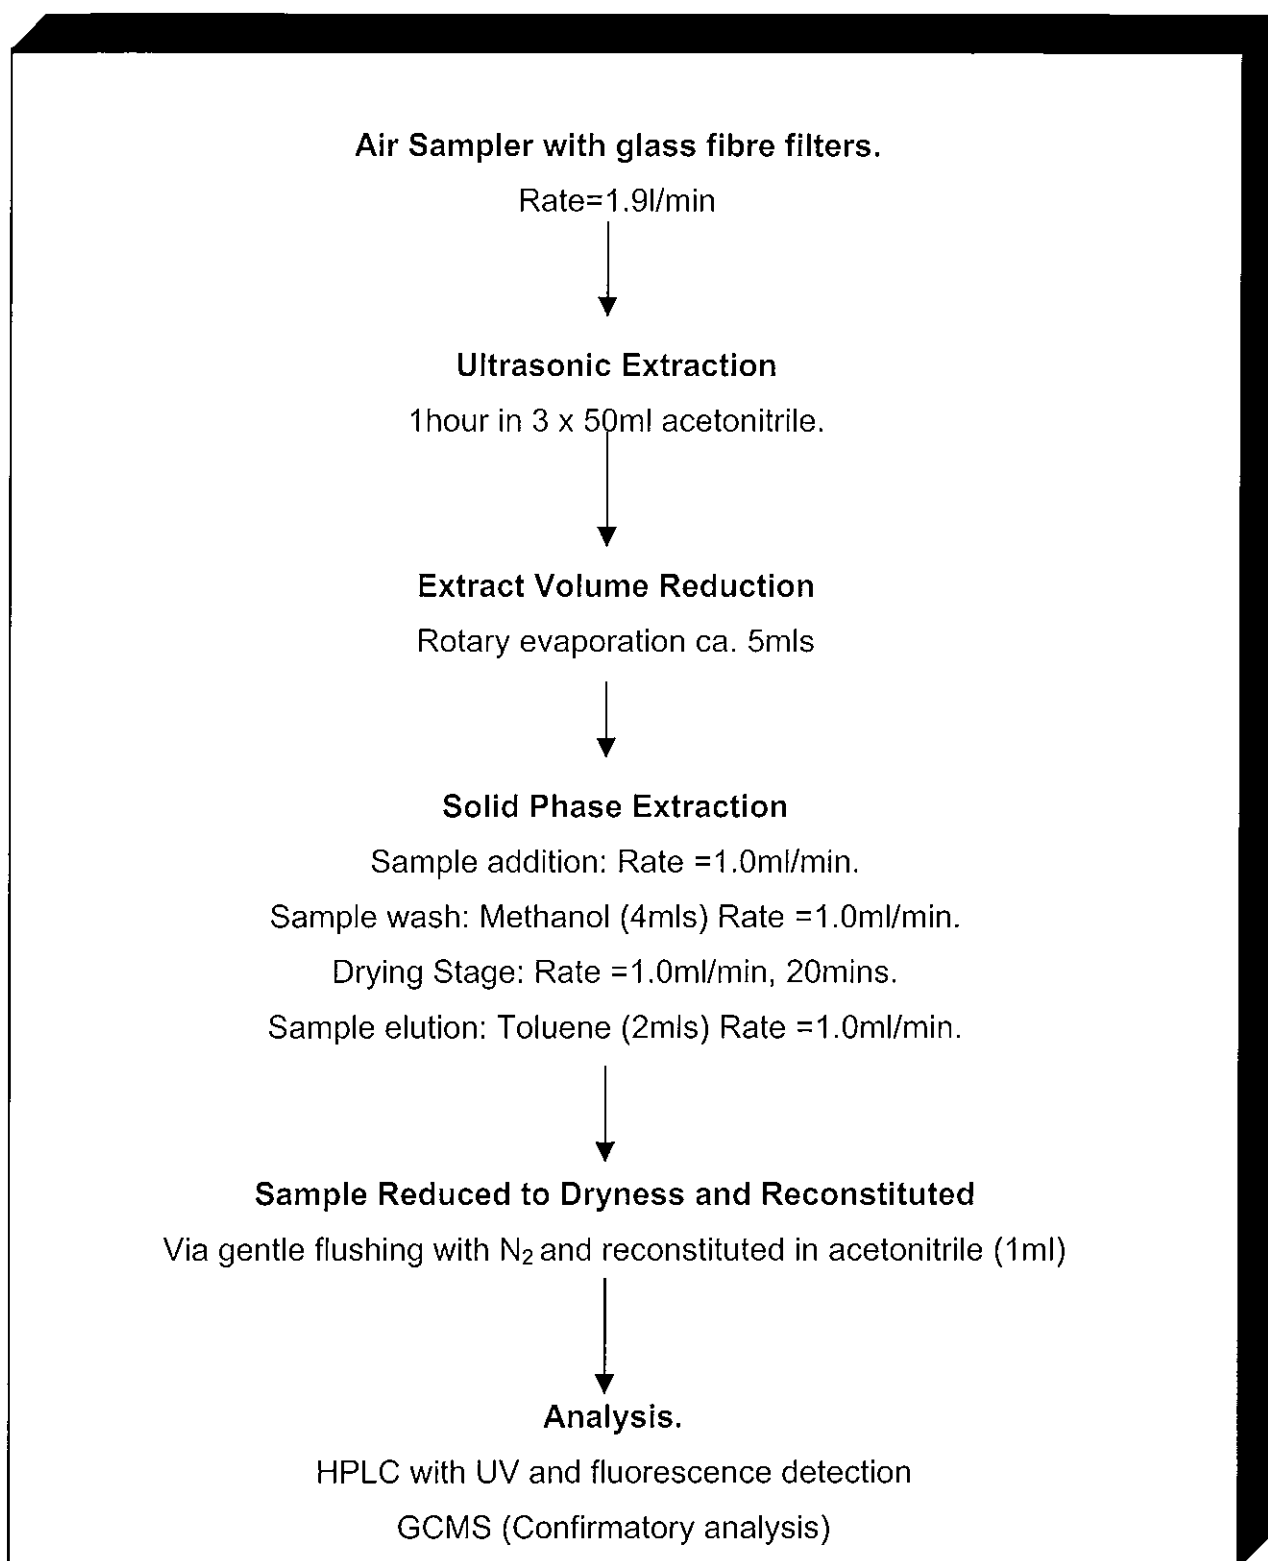 Air Sampler with glass fibre filters.
Rate=1.9l/min
Ultrasonic Extraction
1hour in 3 x 50ml acetonitrile.
Extract Volume Reduction
Rotary evaporation ca. 5mls
Solid Phase Extraction
Sample addition: Rate =1.0ml/min.
Sample wash: Methanol (4mls) Rate =1.0ml/min.
Drying Stage: Rate =1.0ml/min, 20mins.
Sample elution: Toluene (2mls) Rate =1.0ml/min.
Sample Reduced to Dryness and Reconstituted
Via gentle flushing with N₂ and reconstituted in acetonitrile (1ml)
Analysis.
HPLC with UV and fluorescence detection
GCMS (Confirmatory analysis)